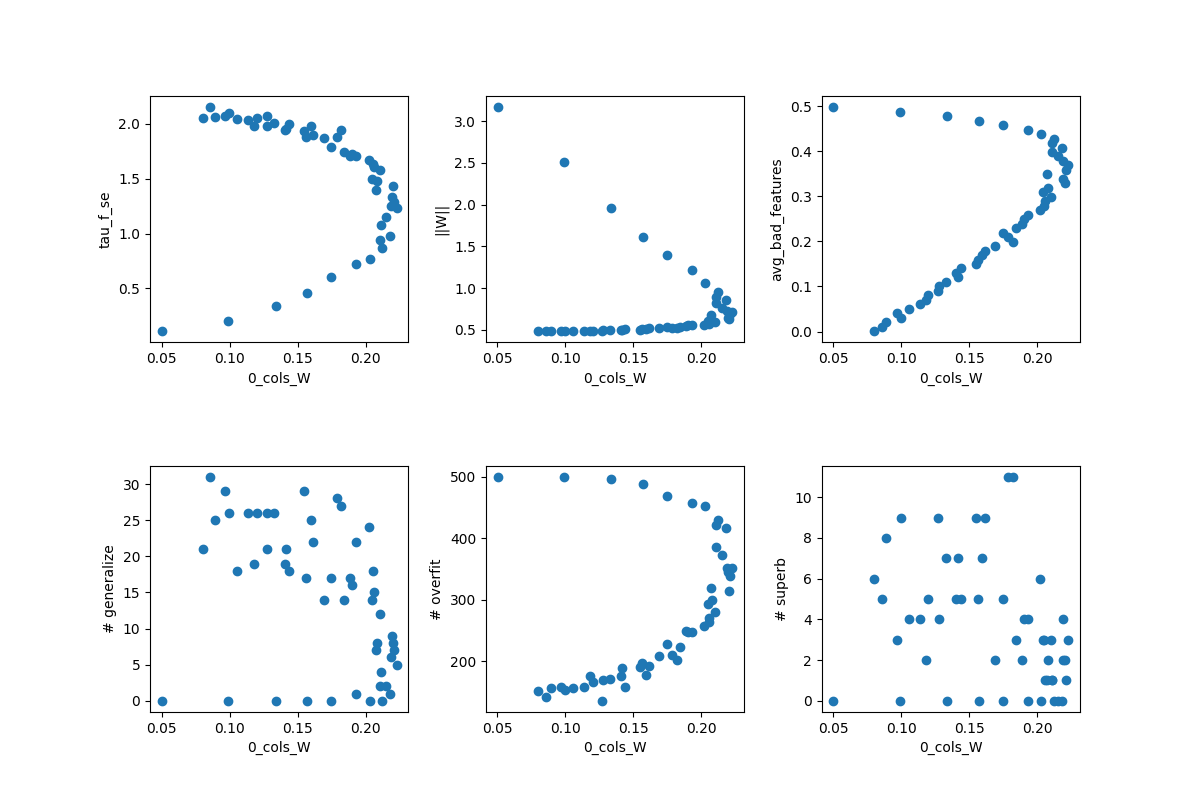 tau_f_se
2.0
1.5
1.0
0.5
0.05 0.10 0.15 0.20
0_cols_W
||W||
3.0
2.5
2.0
1.5
1.0
0.5
0.05 0.10 0.15 0.20
0_cols_W
avg_bad_features
0.5
0.4
0.3
0.2
0.1
0.0
0.05 0.10 0.15 0.20
0_cols_W
# generalize
30
25
20
15
10
5
0
0.05 0.10 0.15 0.20
0_cols_W
# overfit
500
400
300
200
0.05 0.10 0.15 0.20
0_cols_W
# superb
10
8
6
4
2
0
0.05 0.10 0.15 0.20
0_cols_W